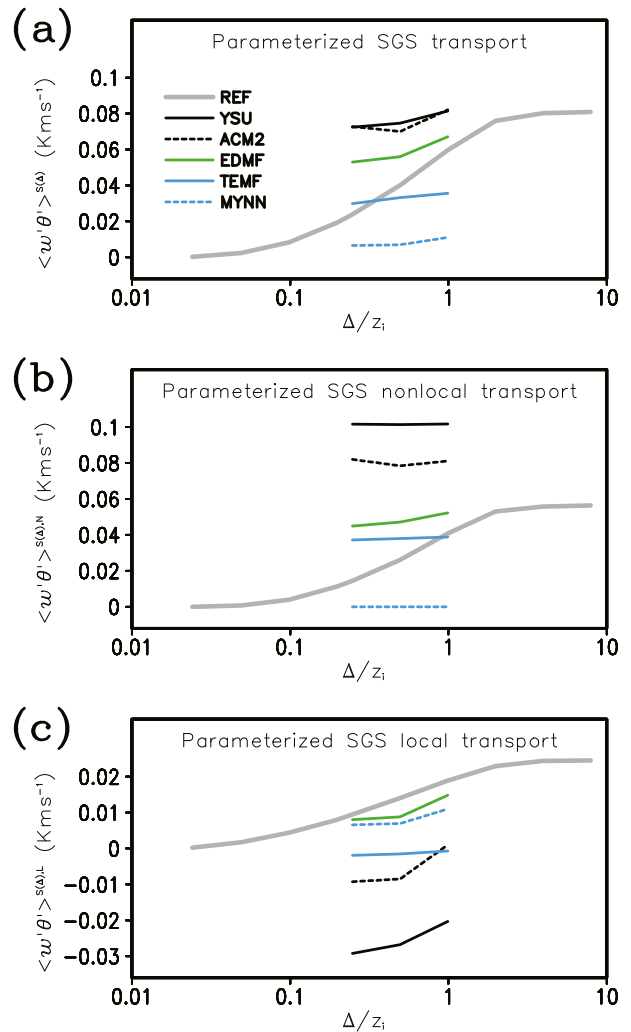 (a)
Parameterized SGS transport
<w'θ'>ˢ⁽ᐞ⁾ (Kms⁻¹)
0.1
0.08
0.06
0.04
0.02
0
REF
YSU
ACM2
EDMF
TEMF
MYNN
0.01
0.1
1
10
Δ/zᵢ
(b)
Parameterized SGS nonlocal transport
<w'θ'>S(Δ),N (Kms⁻¹)
0.1
0.08
0.06
0.04
0.02
0
0.01
0.1
1
10
Δ/zᵢ
(c)
Parameterized SGS local transport
<w'θ'>S(Δ),L (Kms⁻¹)
0.02
0.01
0
−0.01
−0.02
−0.03
0.01
0.1
1
10
Δ/zᵢ